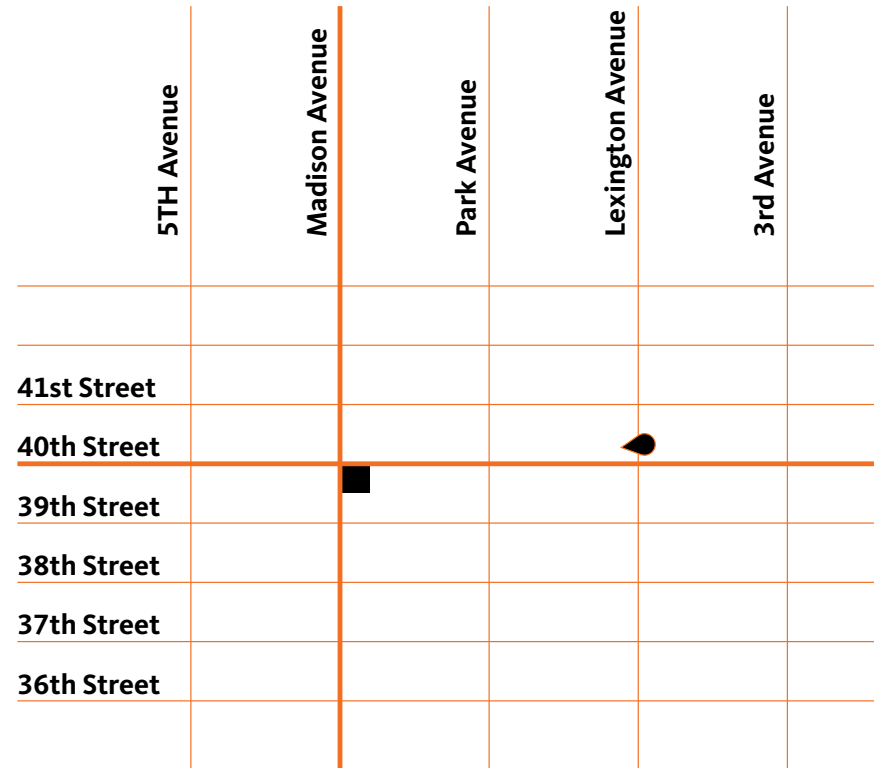 5TH Avenue
Madison Avenue
Park Avenue
Lexington Avenue
3rd Avenue
41st Street
40th Street
39th Street
38th Street
37th Street
36th Street